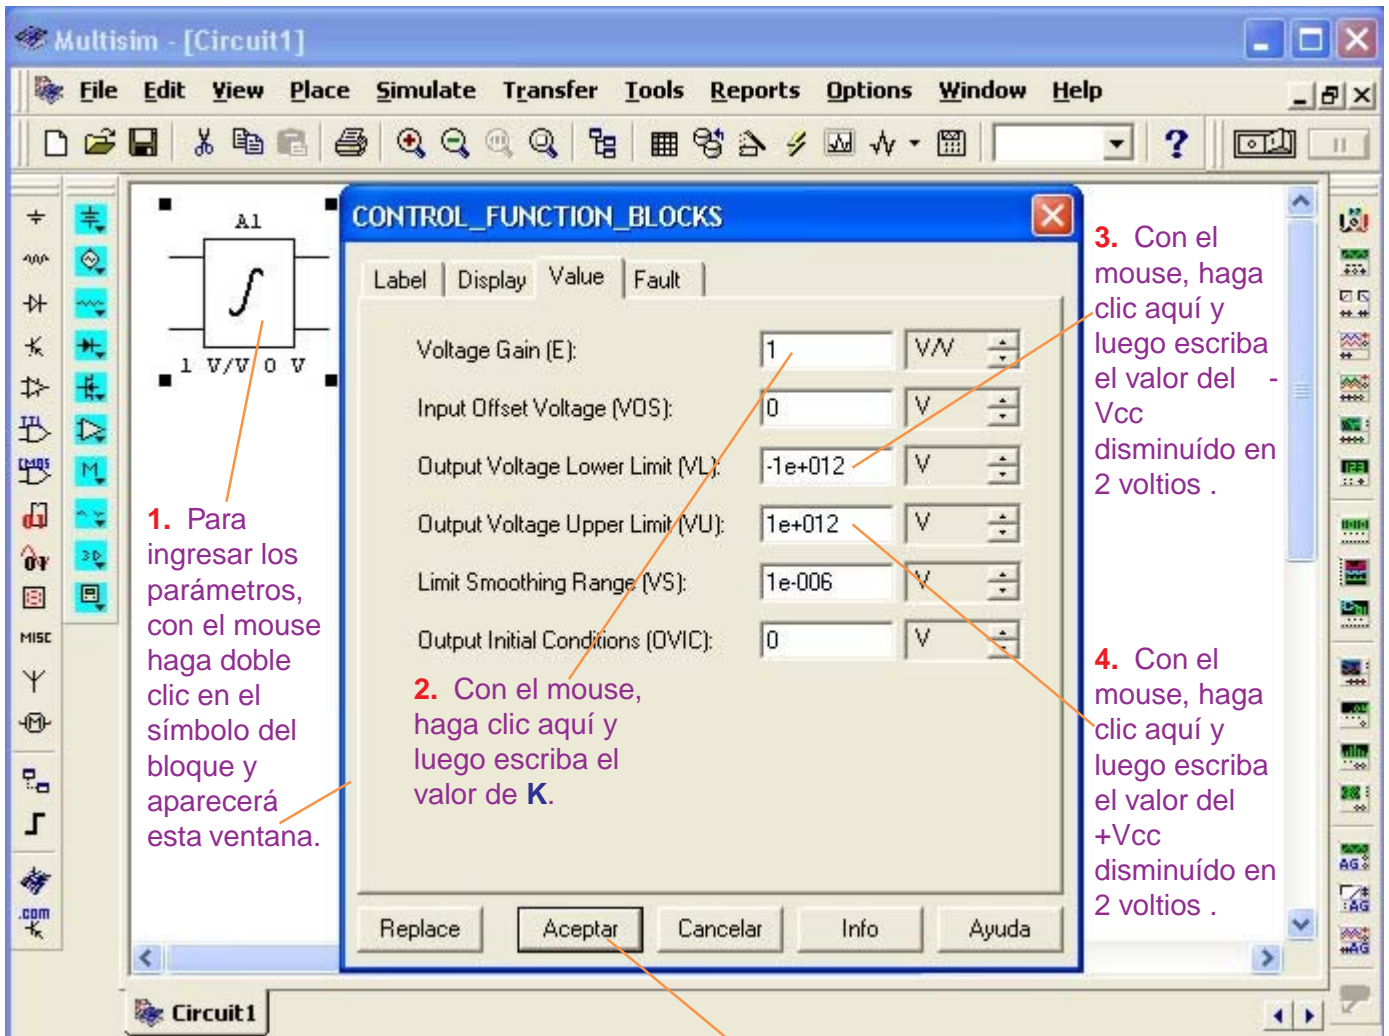 Multisim - [Circuit1]
File Edit View Place Simulate Transfer Tools Reports Options Window Help
A1
1 V/V 0 V
CONTROL_FUNCTION_BLOCKS
Label Display Value Fault
Voltage Gain (E): 1 V/V
Input Offset Voltage (VOS): 0 V
Output Voltage Lower Limit (VL): -1e+012 V
Output Voltage Upper Limit (VU): 1e+012 V
Limit Smoothing Range (VS): 1e-006 V
Output Initial Conditions (OVIC): 0 V
1. Para
ingresar los
parámetros,
con el mouse
haga doble
clic en el
símbolo del
bloque y
aparecerá
esta ventana.
2. Con el mouse,
haga clic aquí y
luego escriba el
valor de K.
3. Con el
mouse, haga
clic aquí y
luego escriba
el valor del -
Vcc
disminuído en
2 voltios .
4. Con el
mouse, haga
clic aquí y
luego escriba
el valor del
+Vcc
disminuído en
2 voltios .
Replace Aceptar Cancelar Info Ayuda
TTL
CMOS
MISC
.com
M
3D
AG
AG
AG
Circuit1